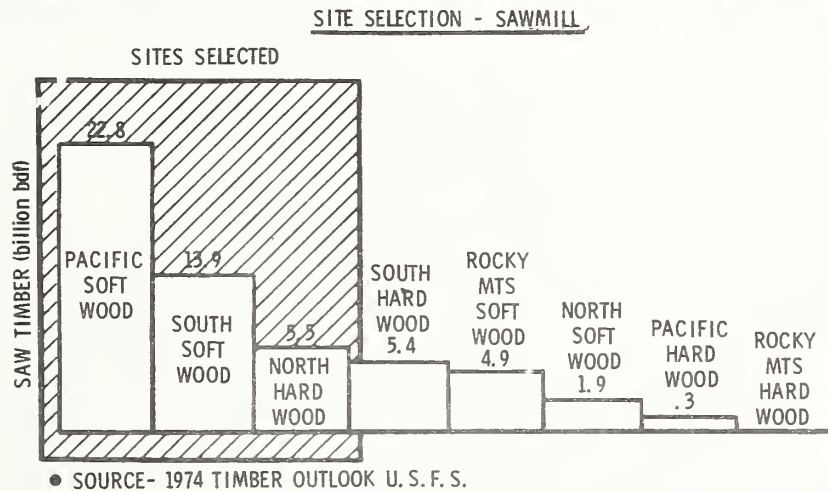 SITE SELECTION - SAWMILL
SITES SELECTED
SAW TIMBER (billion bdf)
22.8
PACIFIC
SOFT
WOOD
13.9
SOUTH
SOFT
WOOD
5.5
NORTH
HARD
WOOD
SOUTH
HARD
WOOD
5.4
ROCKY
MTS
SOFT
WOOD
4.9
NORTH
SOFT
WOOD
1.9
PACIFIC
HARD
WOOD
.3
ROCKY
MTS
HARD
WOOD
● SOURCE- 1974 TIMBER OUTLOOK U. S. F. S.